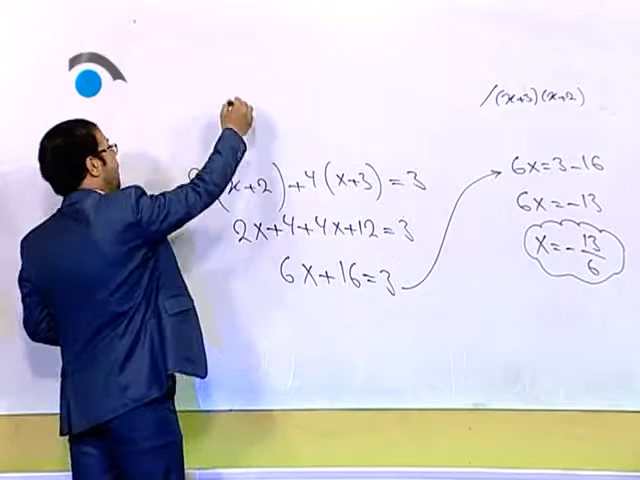 /(x+3)(x+2)
(x+2)+4(x+3)=3
2x+4+4x+12=3
6x+16=3
6x=3-16
6x=-13
x=-13/6